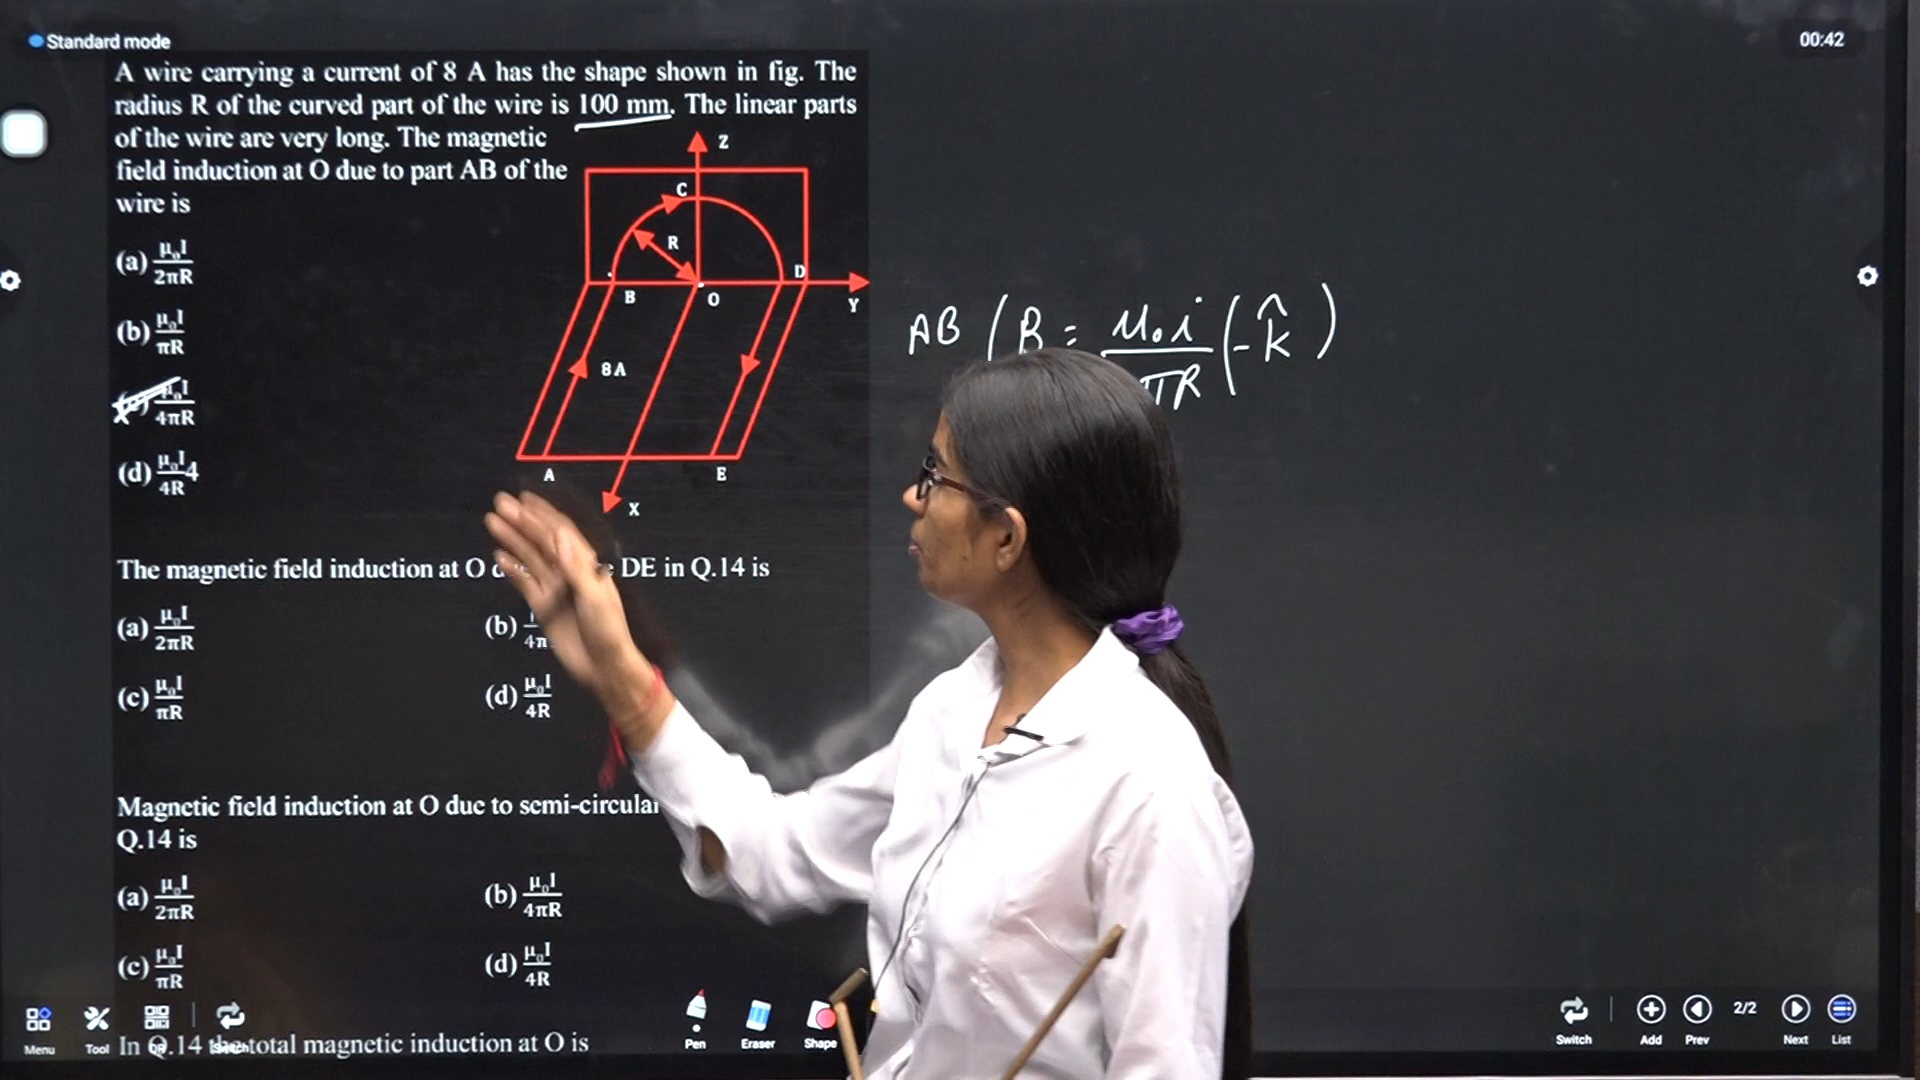 Standard mode
00:42
A wire carrying a current of 8 A has the shape shown in fig. The
radius R of the curved part of the wire is 100 mm. The linear parts
of the wire are very long. The magnetic
field induction at O due to part AB of the
wire is
(a) μ₀I/2πR
(b) μ₀I/πR
(c) μ₀I/4πR
(d) μ₀I/4R 4
Z
C
R
D
B
O
Y
8A
A
E
X
AB ( B = μ₀i/πR (-k̂ )
The magnetic field induction at O DE in Q.14 is
(a) μ₀I/2πR
(b) 4π
(c) μ₀I/πR
(d) μ₀I/4R
Magnetic field induction at O due to semi-circular
Q.14 is
(a) μ₀I/2πR
(b) μ₀I/4πR
(c) μ₀I/πR
(d) μ₀I/4R
In Q.14 the total magnetic induction at O is
Menu
Tool
QR
Switch
Pen
Eraser
Shape
Switch
Add
Prev
2/2
Next
List